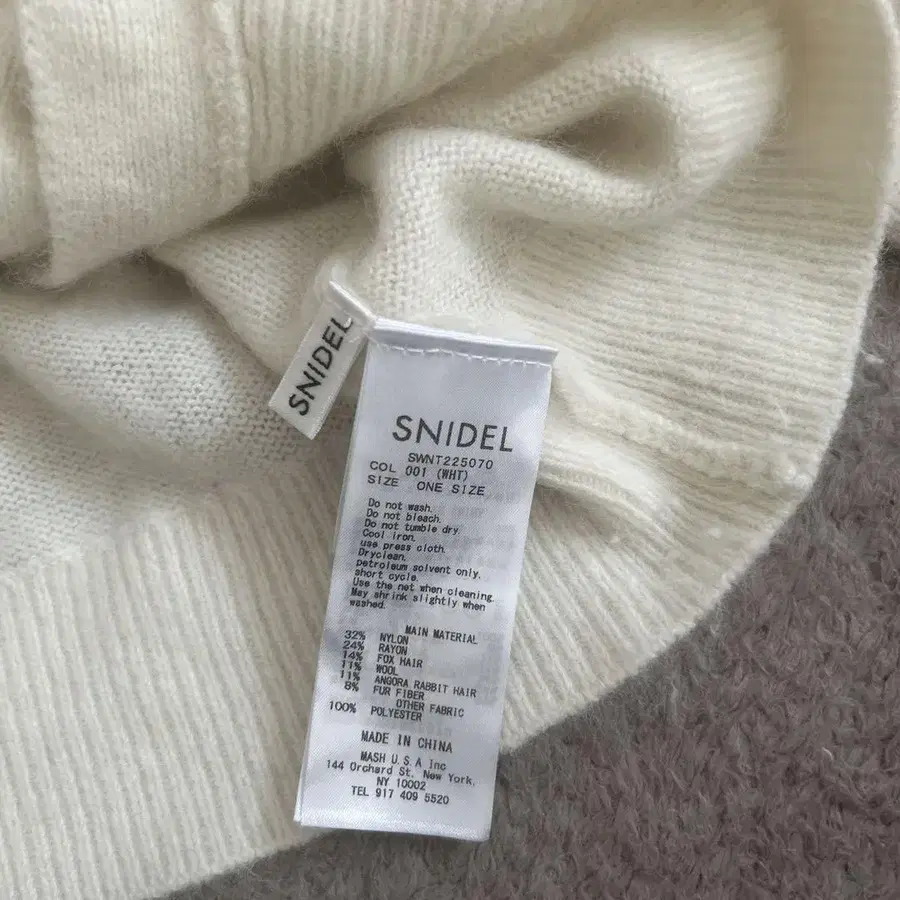 SNIDEL
SNIDEL
SWNT225070
COL 001 (WHT)
SIZE ONE SIZE
Do not wash.
Do not bleach.
Do not tumble dry.
Cool iron.
use press cloth.
Dryclean.
petroleum solvent only.
short cycle.
Use the net when cleaning.
May shrink slightly when
washed.
MAIN MATERIAL
32% NYLON
24% RAYON
14% FOX HAIR
11% WOOL
11% ANGORA RABBIT HAIR
8% FUR FIBER
OTHER FABRIC
100% POLYESTER
MADE IN CHINA
MASH U.S.A Inc
144 Orchard St. New York,
NY 10002
TEL 917 409 5520